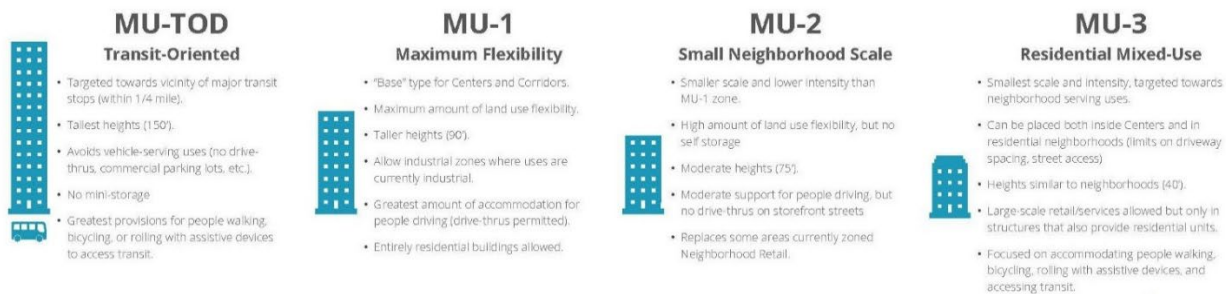 MU-TOD
Transit-Oriented
• Targeted towards vicinity of major transit
stops (within 1/4 mile).
• Tallest heights (150').
• Avoids vehicle-serving uses (no drive-
thrus, commercial parking lots, etc.).
• No mini-storage
• Greatest provisions for people walking,
bicycling, or rolling with assistive devices
to access transit.
MU-1
Maximum Flexibility
• "Base" type for Centers and Corridors.
• Maximum amount of land use flexibility.
• Taller heights (90').
• Allow industrial zones where uses are
currently industrial.
• Greatest amount of accommodation for
people driving (drive-thrus permitted).
• Entirely residential buildings allowed.
MU-2
Small Neighborhood Scale
• Smaller scale and lower intensity than
MU-1 zone.
• High amount of land use flexibility, but no
self storage
• Moderate heights (75').
• Moderate support for people driving, but
no drive-thrus on storefront streets
• Replaces some areas currently zoned
Neighborhood Retail.
MU-3
Residential Mixed-Use
• Smallest scale and intensity, targeted towards
neighborhood serving uses.
• Can be placed both inside Centers and in
residential neighborhoods (limits on driveway
spacing, street access)
• Heights similar to neighborhoods (40').
• Large-scale retail/services allowed but only in
structures that also provide residential units.
• Focused on accommodating people walking,
bicycling, rolling with assistive devices, and
accessing transit.